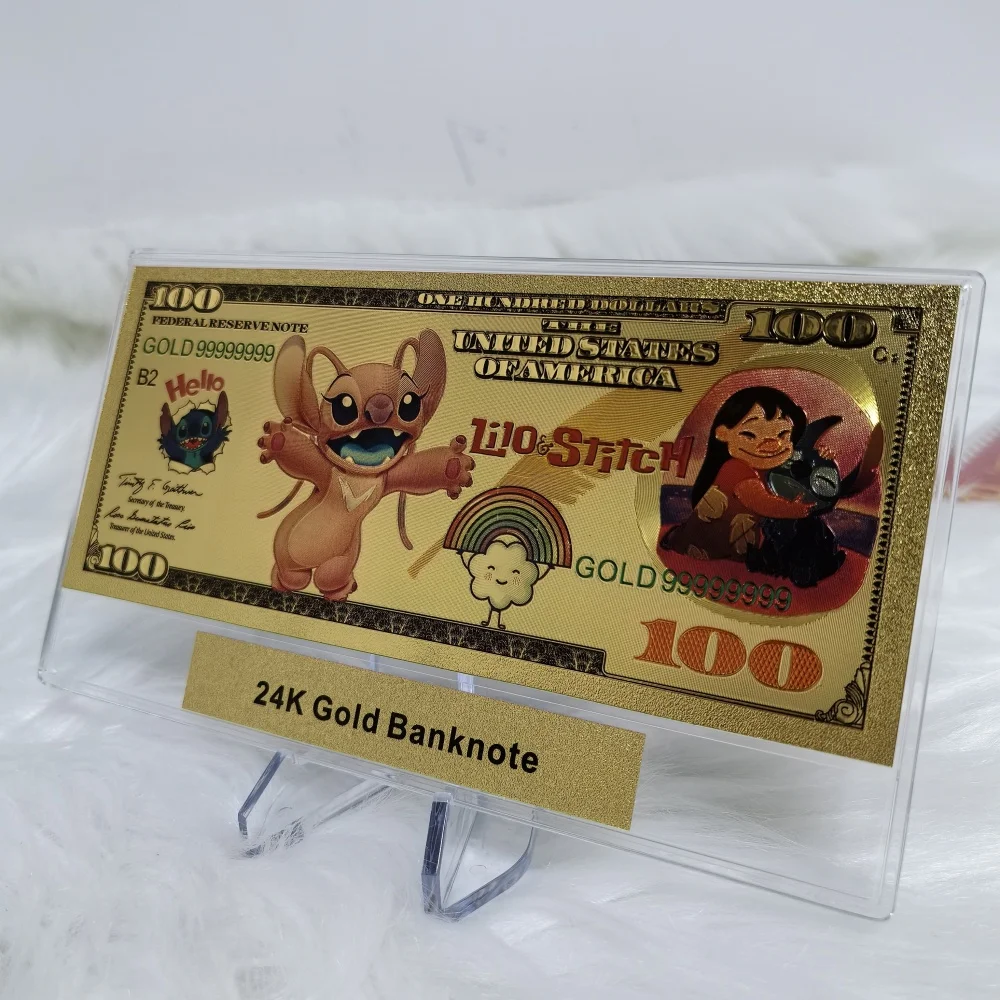 100
ONE HUNDRED DOLLARS
100
FEDERAL RESERVE NOTE
THE
UNITED STATES
OF AMERICA
GOLD 99999999
B2
Hello
Lilo & Stitch
Secretary of the Treasury.
Treasurer of the United States.
GOLD 99999999
100
100
24K Gold Banknote